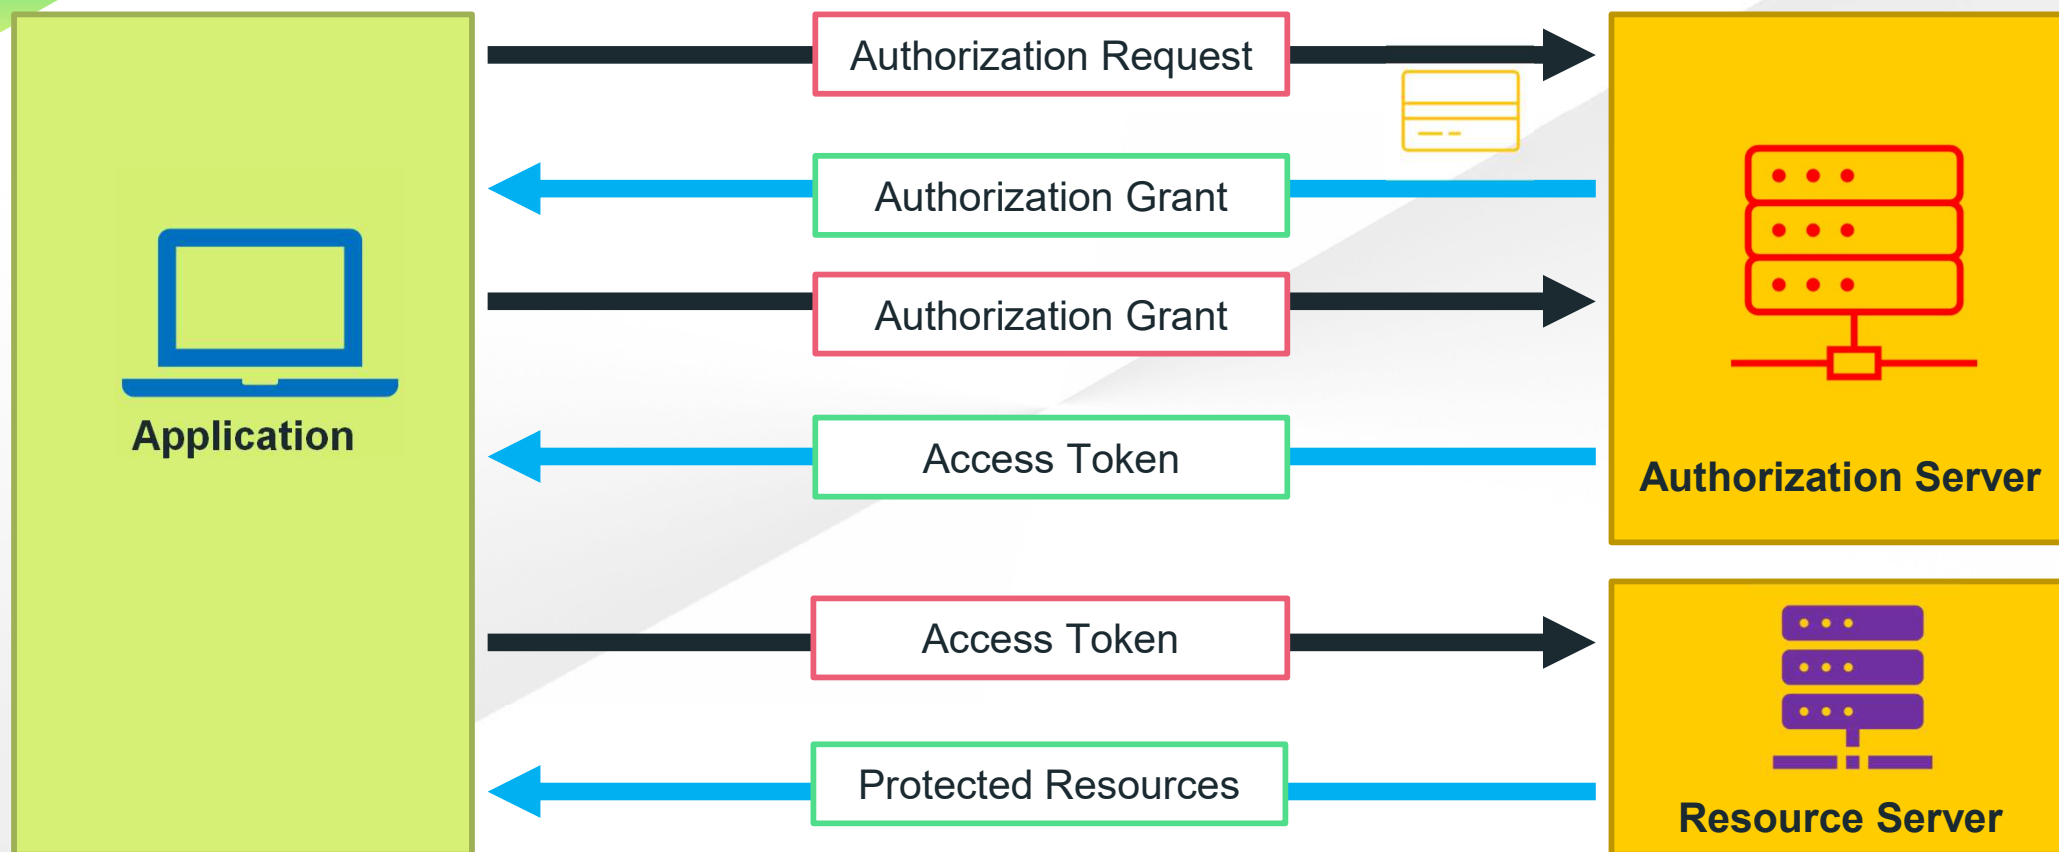 Authorization Request
Authorization Grant
Authorization Grant
Application
Access Token
Authorization Server
Access Token
Protected Resources
Resource Server